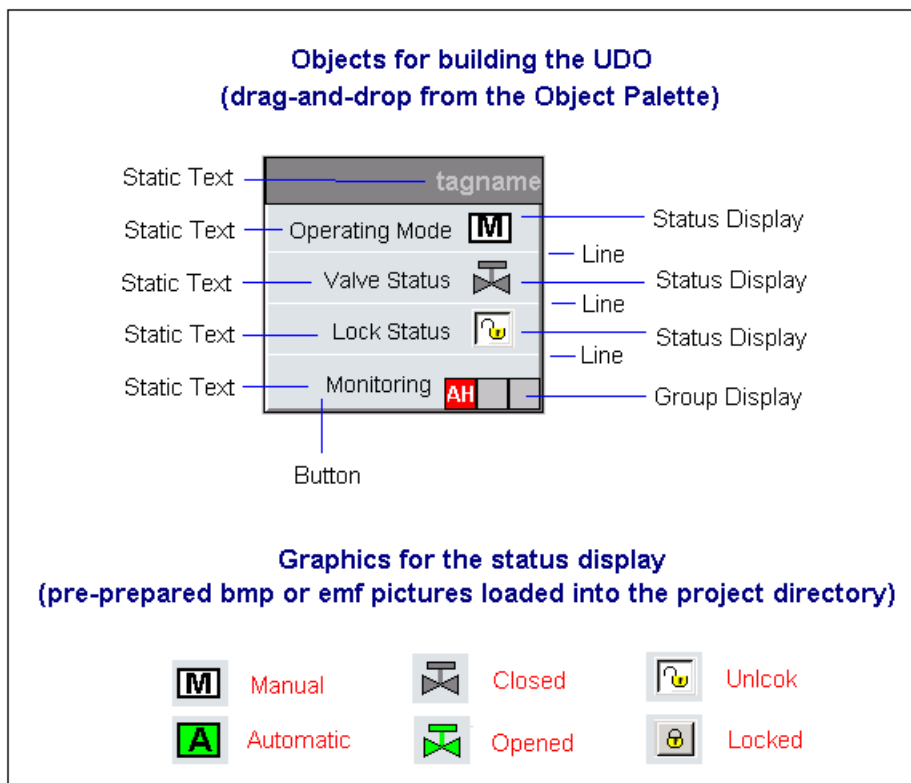 Objects for building the UDO
(drag-and-drop from the Object Palette)
Static Text
tagname
Static Text
Operating Mode
M
Status Display
Line
Static Text
Valve Status
Status Display
Line
Static Text
Lock Status
Status Display
Line
Static Text
Monitoring
AH
Group Display
Button
Graphics for the status display
(pre-prepared bmp or emf pictures loaded into the project directory)
M Manual
Closed
Unlcok
A Automatic
Opened
Locked